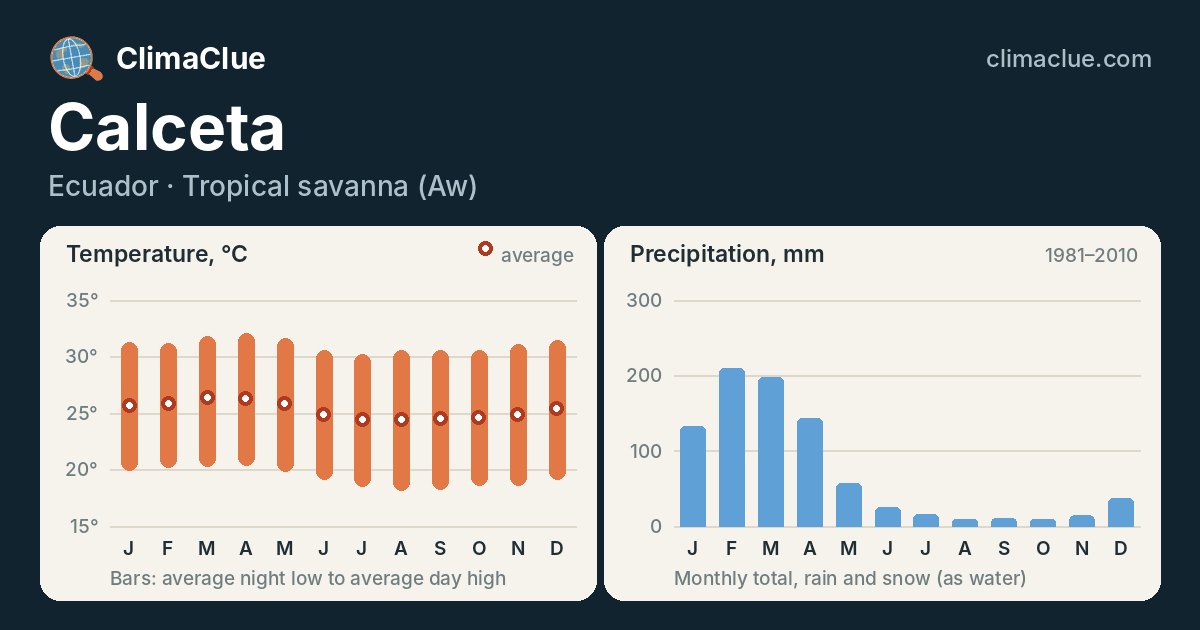 ClimaClue
climaclue.com
Calceta
Ecuador · Tropical savanna (Aw)
Temperature, °C
average
35°
30°
25°
20°
15°
J F M A M J J A S O N D
Bars: average night low to average day high
Precipitation, mm
1981–2010
300
200
100
0
J F M A M J J A S O N D
Monthly total, rain and snow (as water)